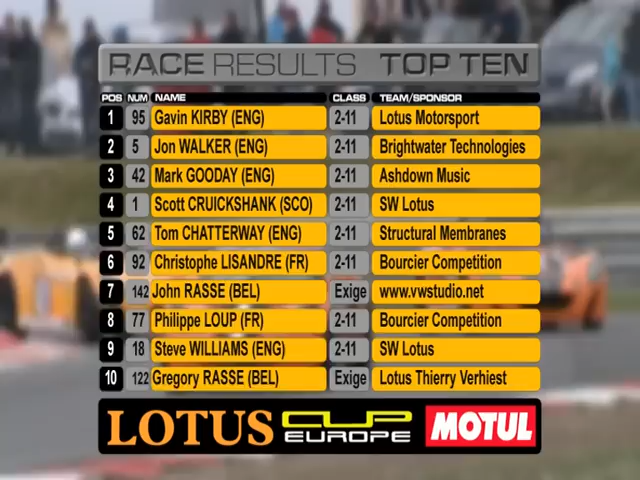 RACE RESULTS TOP TEN
POS NUM NAME CLASS TEAM/SPONSOR
1 95 Gavin KIRBY (ENG) 2-11 Lotus Motorsport
2 5 Jon WALKER (ENG) 2-11 Brightwater Technologies
3 42 Mark GOODAY (ENG) 2-11 Ashdown Music
4 1 Scott CRUICKSHANK (SCO) 2-11 SW Lotus
5 62 Tom CHATTERWAY (ENG) 2-11 Structural Membranes
6 92 Christophe LISANDRE (FR) 2-11 Bourcier Competition
7 142 John RASSE (BEL) Exige www.vwstudio.net
8 77 Philippe LOUP (FR) 2-11 Bourcier Competition
9 18 Steve WILLIAMS (ENG) 2-11 SW Lotus
10 122 Gregory RASSE (BEL) Exige Lotus Thierry Verhiest
LOTUS CUP EUROPE MOTUL